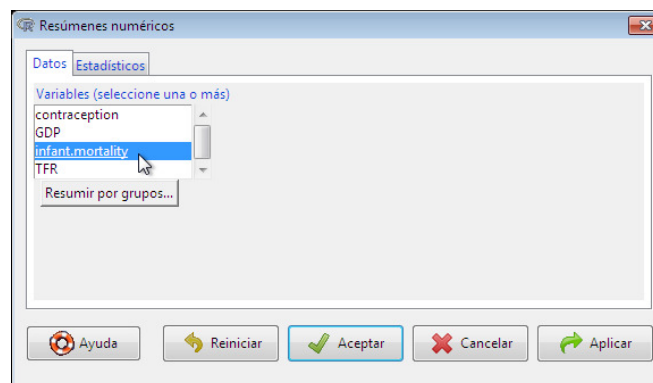 Resúmenes numéricos
Datos Estadísticos
Variables (seleccione una o más)
contraception
GDP
infant.mortality
TFR
Resumir por grupos...
Ayuda Reiniciar Aceptar Cancelar Aplicar